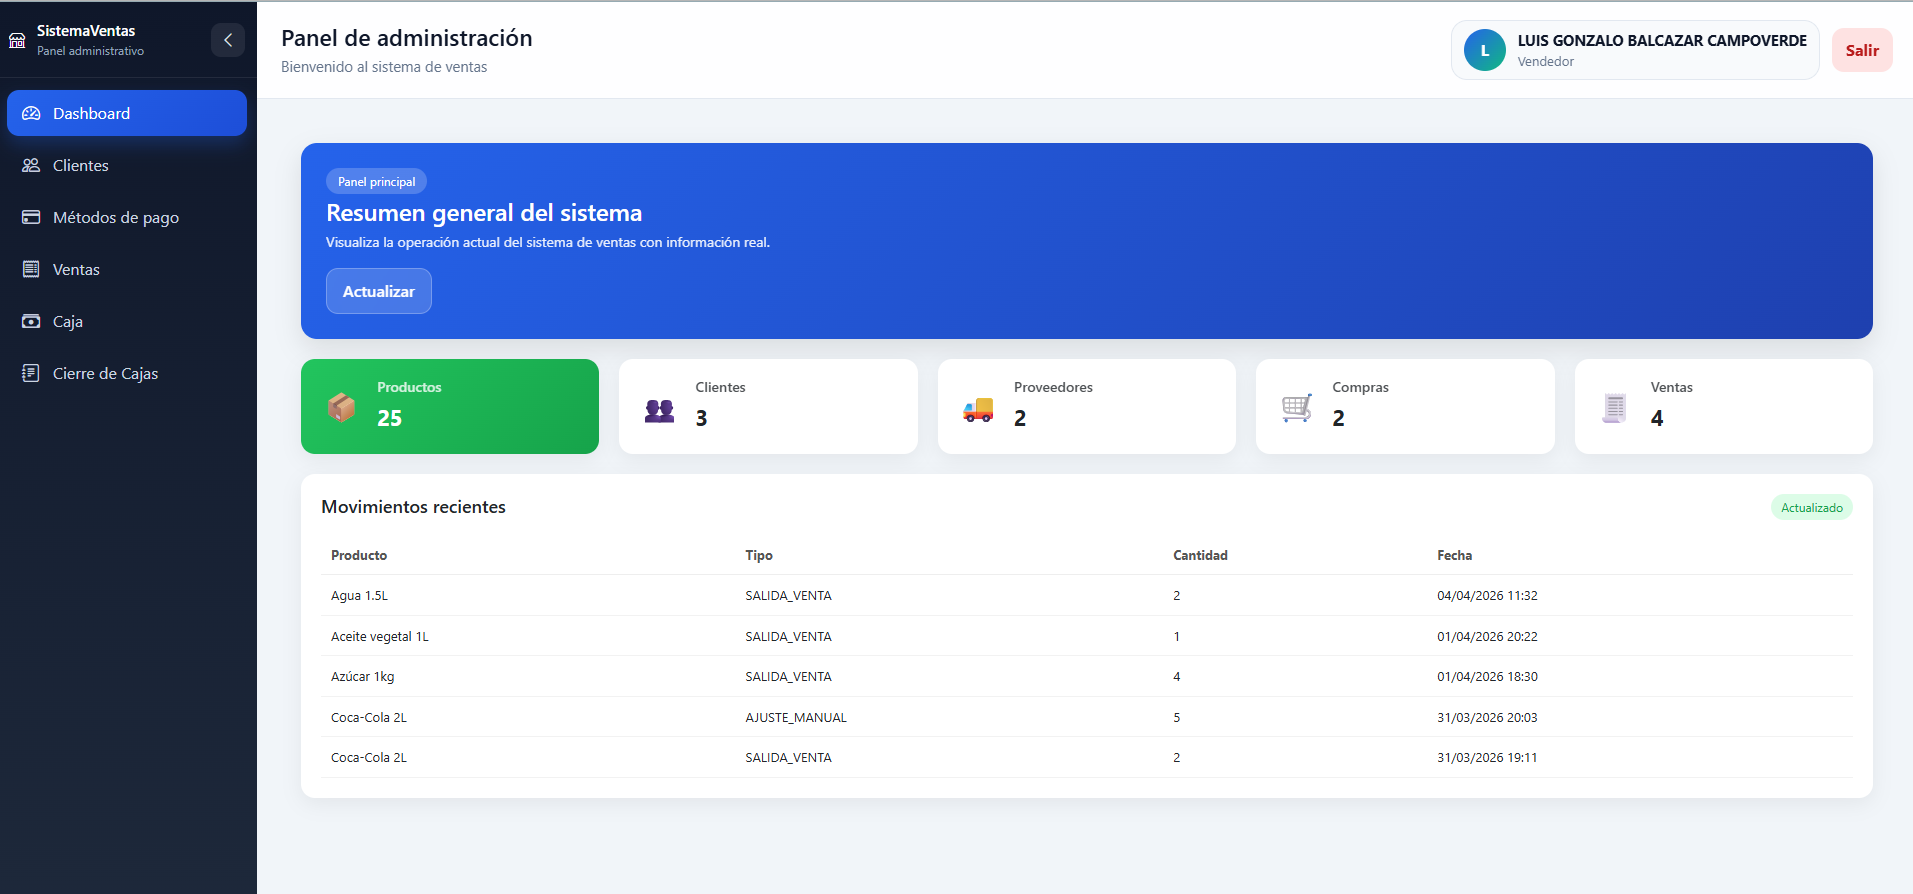 SistemaVentas
Panel administrativo
Dashboard
Clientes
Métodos de pago
Ventas
Caja
Cierre de Cajas
Panel de administración
Bienvenido al sistema de ventas
L
LUIS GONZALO BALCAZAR CAMPOVERDE
Vendedor
Salir
Panel principal
Resumen general del sistema
Visualiza la operación actual del sistema de ventas con información real.
Actualizar
Productos
25
Clientes
3
Proveedores
2
Compras
2
Ventas
4
Movimientos recientes
Actualizado
Producto Tipo Cantidad Fecha
Agua 1.5L SALIDA_VENTA 2 04/04/2026 11:32
Aceite vegetal 1L SALIDA_VENTA 1 01/04/2026 20:22
Azúcar 1kg SALIDA_VENTA 4 01/04/2026 18:30
Coca-Cola 2L AJUSTE_MANUAL 5 31/03/2026 20:03
Coca-Cola 2L SALIDA_VENTA 2 31/03/2026 19:11